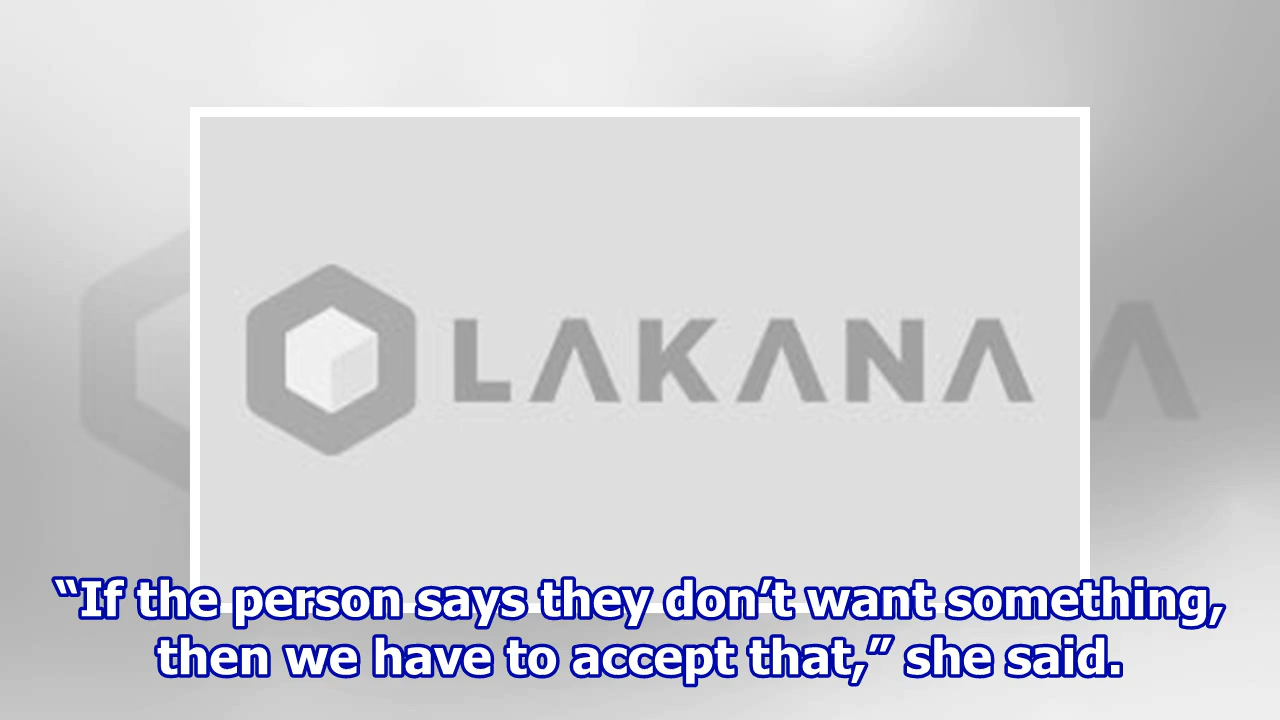 LAKANA
“If the person says they don’t want something,
then we have to accept that,” she said.